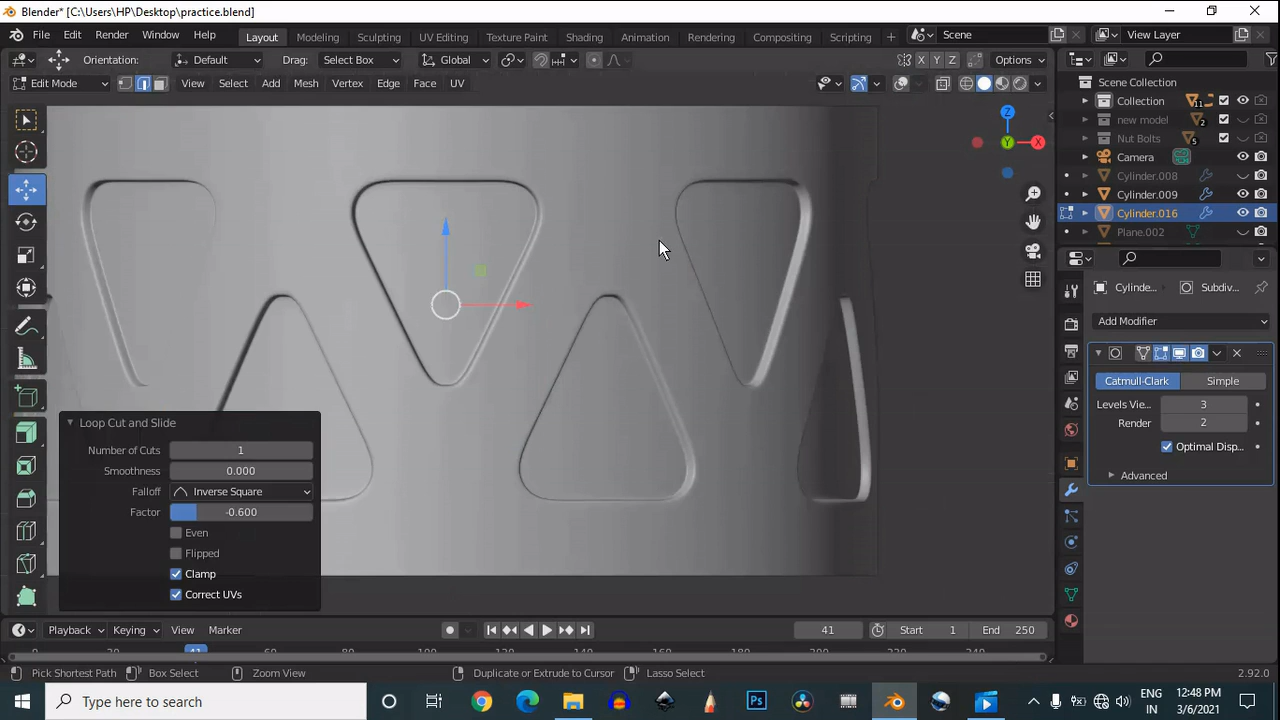 Blender* [C:\Users\HP\Desktop\practice.blend]
File Edit Render Window Help
Layout Modeling Sculpting UV Editing Texture Paint Shading Animation Rendering Compositing Scripting +
Scene
View Layer
Orientation: Default Drag: Select Box Global X Y Z Options
Edit Mode View Select Add Mesh Vertex Edge Face UV
Scene Collection
Collection 11
new model 2
Nut Bolts 5
Camera
Cylinder.008
Cylinder.009
Cylinder.016
Plane.002
Z
Y X
Cylinde... Subdiv...
Add Modifier
Catmull-Clark Simple
Levels Vie... 3
Render 2
Optimal Disp...
Advanced
Loop Cut and Slide
Number of Cuts 1
Smoothness 0.000
Falloff Inverse Square
Factor -0.600
Even
Flipped
Clamp
Correct UVs
Playback Keying View Marker 41 Start 1 End 250
41
Pick Shortest Path Box Select Zoom View Duplicate or Extrude to Cursor Lasso Select 2.92.0
Type here to search
Ps
ENG
IN
12:48 PM
3/6/2021